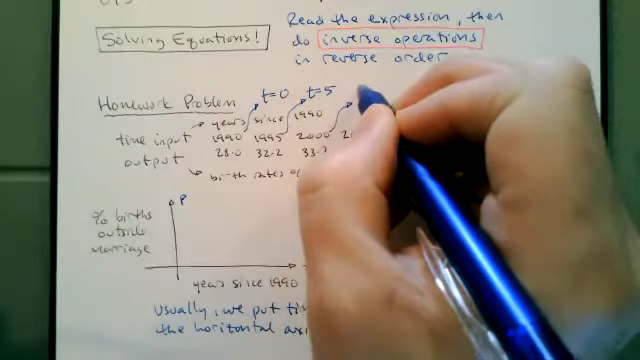 Read the expression, then
Solving Equations! do inverse operations
in reverse order
Homework Problem t=0 t=5
years since 1990
time input 1990 1995 2000
output 28.0 32.2
birth rates
% births
outside
marriage
P
years since 1990
usually, we put
the horizontal